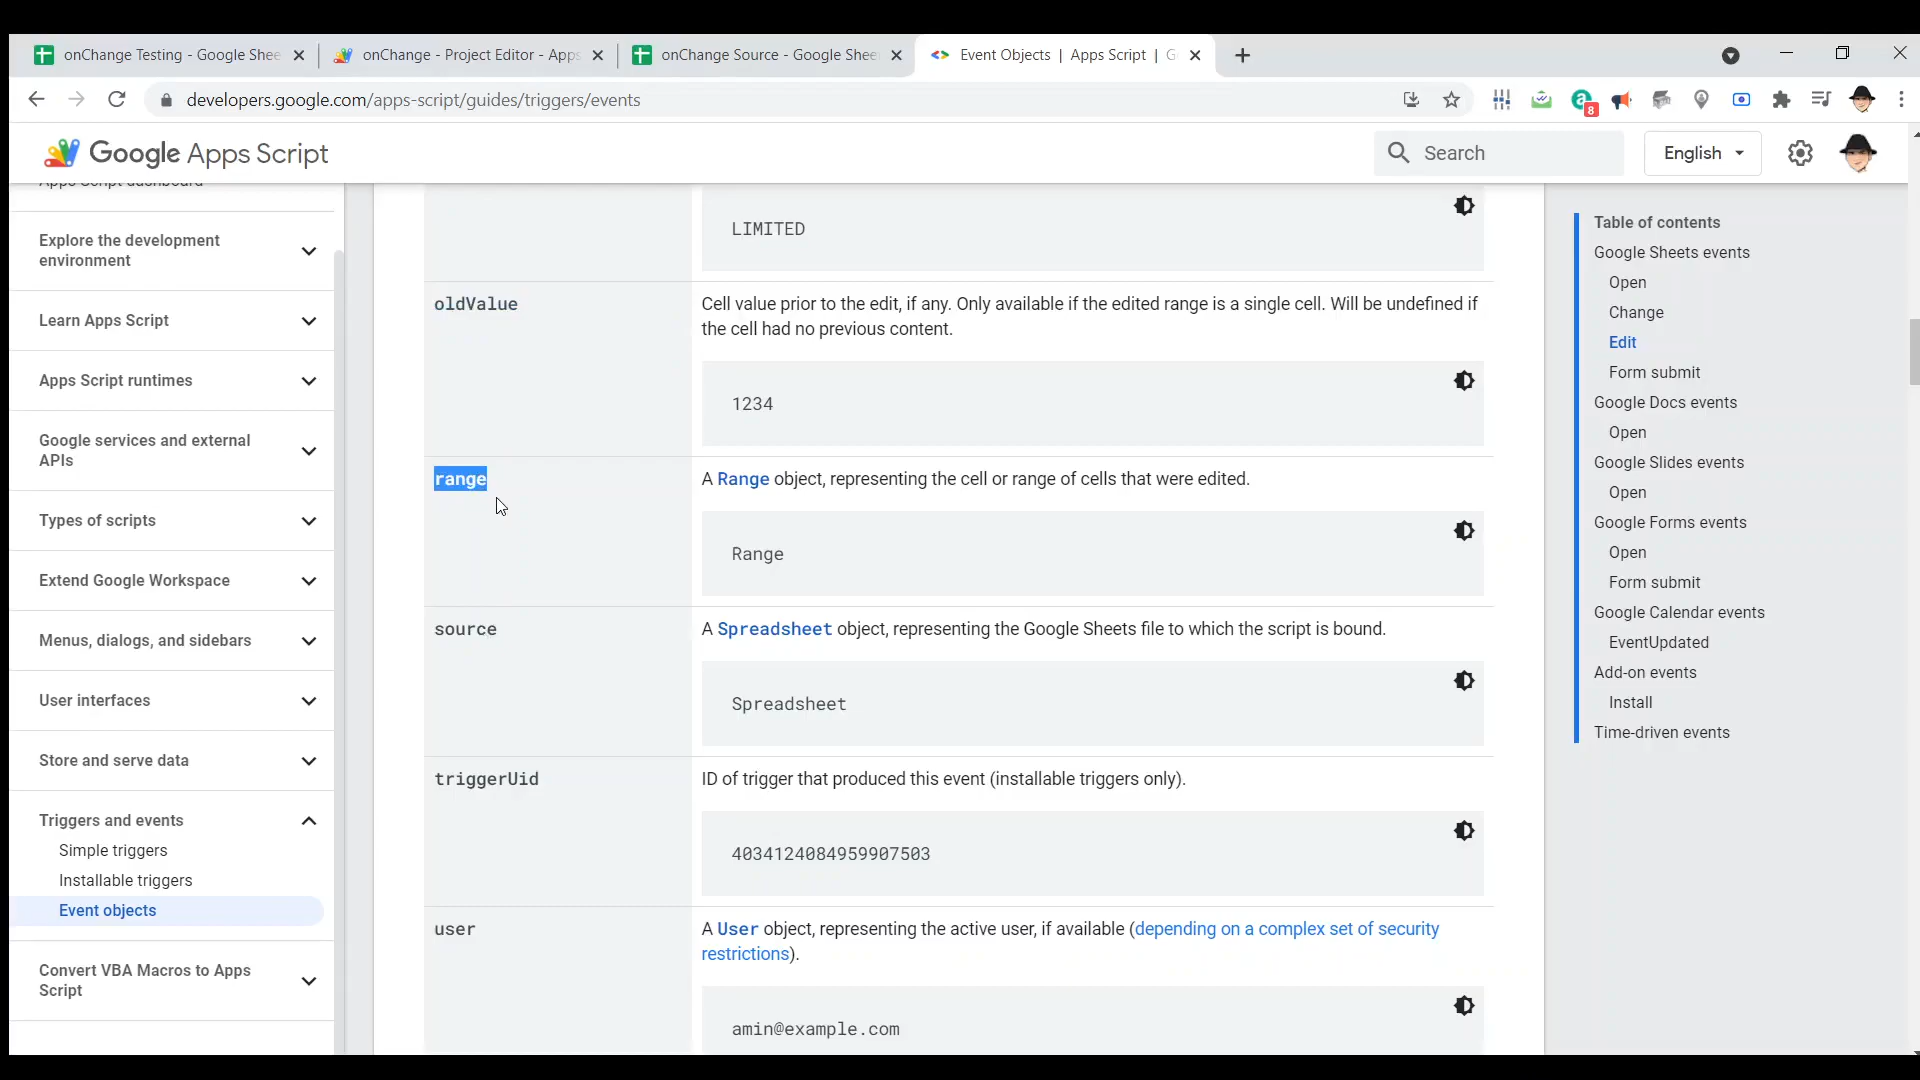 onChange Testing - Google Shee
onChange - Project Editor - Apps
onChange Source - Google Shee
Event Objects | Apps Script | G
developers.google.com/apps-script/guides/triggers/events
8
Google Apps Script
Search
English
Apps Script dashboard
Explore the development
environment
Learn Apps Script
Apps Script runtimes
Google services and external
APIs
Types of scripts
Extend Google Workspace
Menus, dialogs, and sidebars
User interfaces
Store and serve data
Triggers and events
Simple triggers
Installable triggers
Event objects
Convert VBA Macros to Apps
Script
LIMITED
oldValue
Cell value prior to the edit, if any. Only available if the edited range is a single cell. Will be undefined if
the cell had no previous content.
1234
range
A Range object, representing the cell or range of cells that were edited.
Range
source
A Spreadsheet object, representing the Google Sheets file to which the script is bound.
Spreadsheet
triggerUid
ID of trigger that produced this event (installable triggers only).
4034124084959907503
user
A User object, representing the active user, if available (depending on a complex set of security
restrictions).
amin@example.com
Table of contents
Google Sheets events
Open
Change
Edit
Form submit
Google Docs events
Open
Google Slides events
Open
Google Forms events
Open
Form submit
Google Calendar events
EventUpdated
Add-on events
Install
Time-driven events